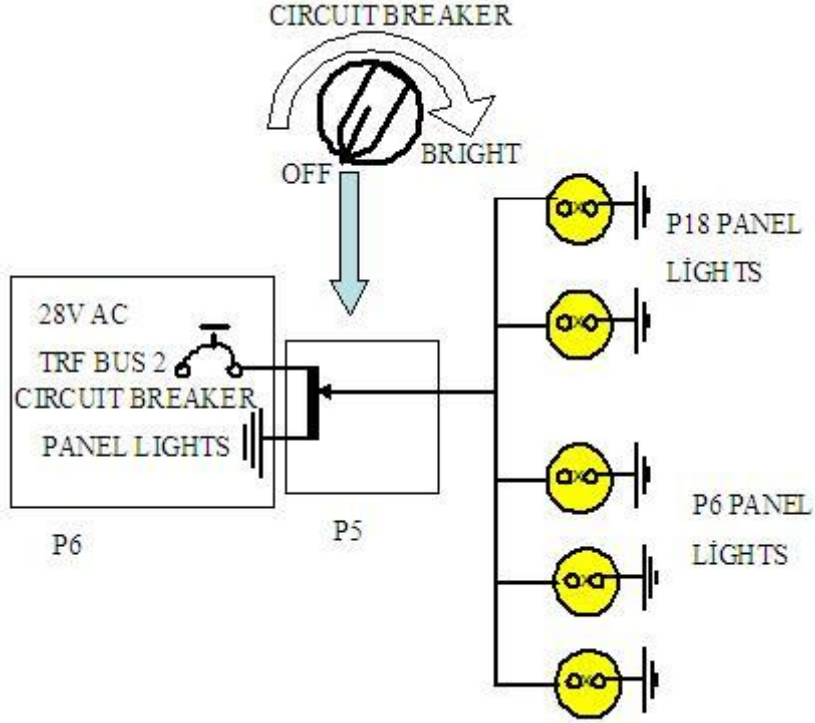 CIRCUIT BREAKER
OFF
BRIGHT
P18 PANEL
LİGHTS
28V AC
TRF BUS 2
CIRCUIT BREAKER
PANEL LIGHTS
P6
P5
P6 PANEL
LİGHTS